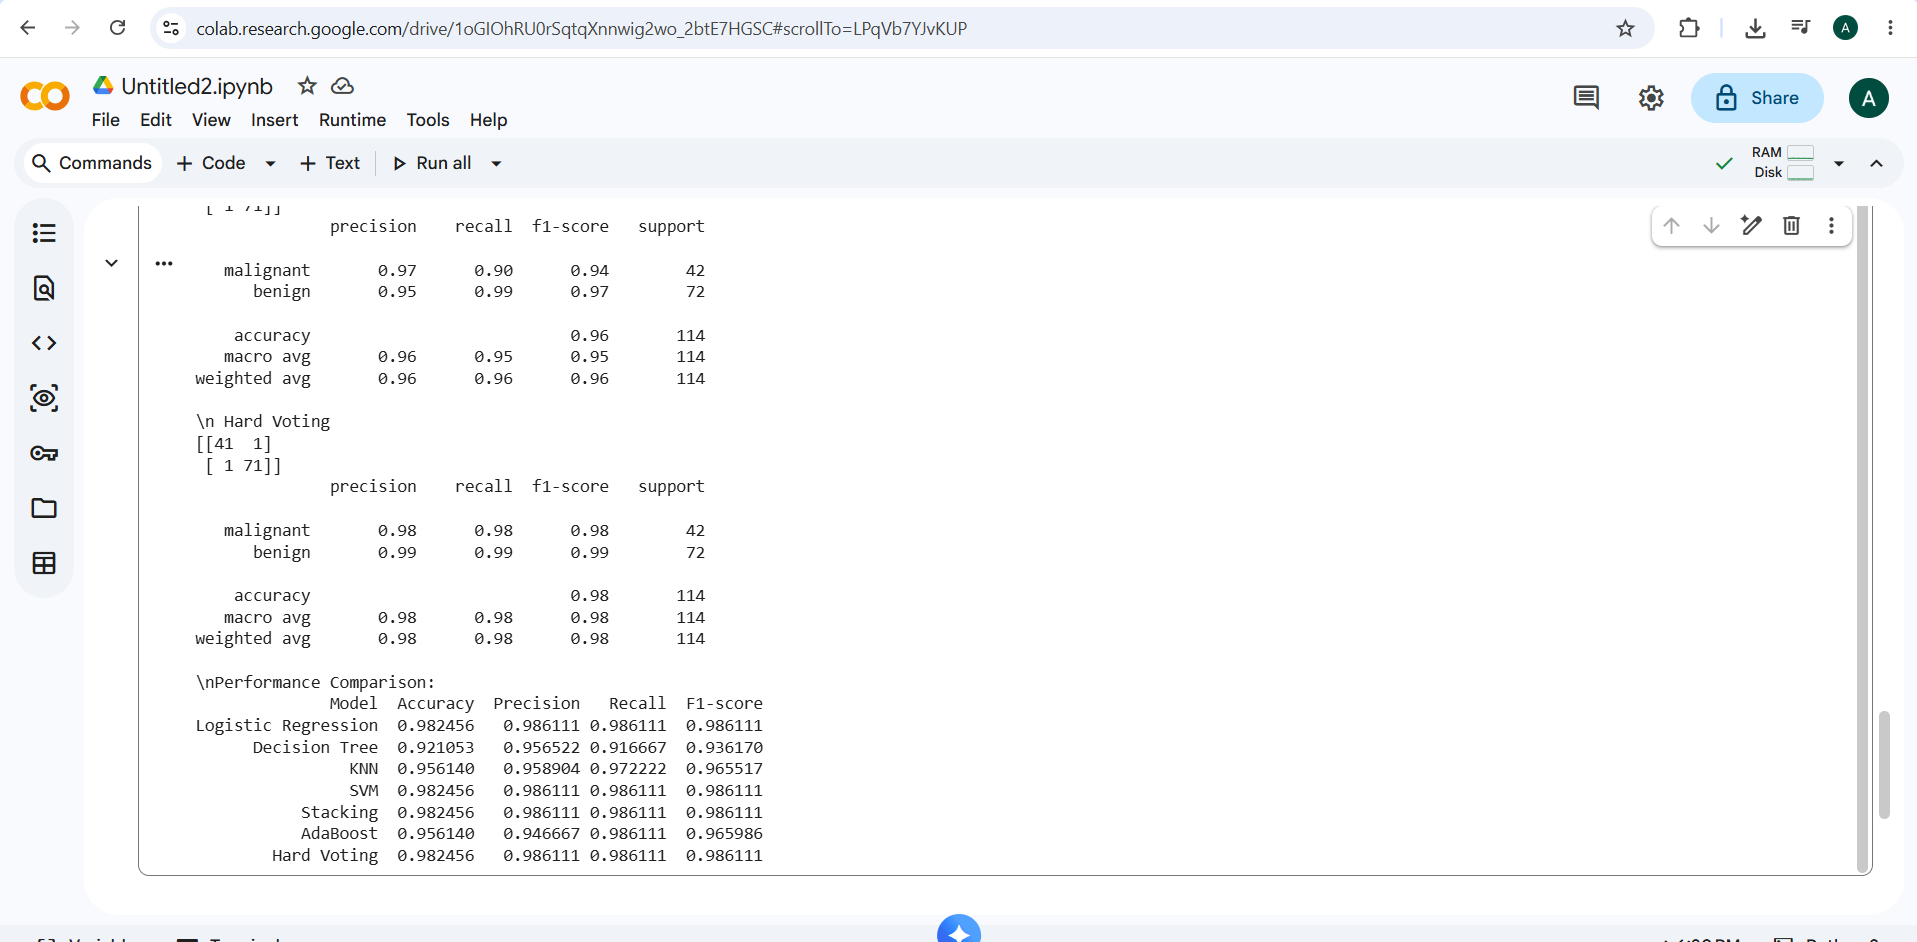 colab.research.google.com/drive/1oGIOhRU0rSqtqXnnwig2wo_2btE7HGSC#scrollTo=LPqVb7YJvKUP
A
Untitled2.ipynb
File Edit View Insert Runtime Tools Help
Share
A
Commands + Code + Text Run all
RAM
Disk
[ 1 71]]
precision recall f1-score support
malignant 0.97 0.90 0.94 42
benign 0.95 0.99 0.97 72
accuracy 0.96 114
macro avg 0.96 0.95 0.95 114
weighted avg 0.96 0.96 0.96 114
\n Hard Voting
[[41 1]
[ 1 71]]
precision recall f1-score support
malignant 0.98 0.98 0.98 42
benign 0.99 0.99 0.99 72
accuracy 0.98 114
macro avg 0.98 0.98 0.98 114
weighted avg 0.98 0.98 0.98 114
\nPerformance Comparison:
Model Accuracy Precision Recall F1-score
Logistic Regression 0.982456 0.986111 0.986111 0.986111
Decision Tree 0.921053 0.956522 0.916667 0.936170
KNN 0.956140 0.958904 0.972222 0.965517
SVM 0.982456 0.986111 0.986111 0.986111
Stacking 0.982456 0.986111 0.986111 0.986111
AdaBoost 0.956140 0.946667 0.986111 0.965986
Hard Voting 0.982456 0.986111 0.986111 0.986111